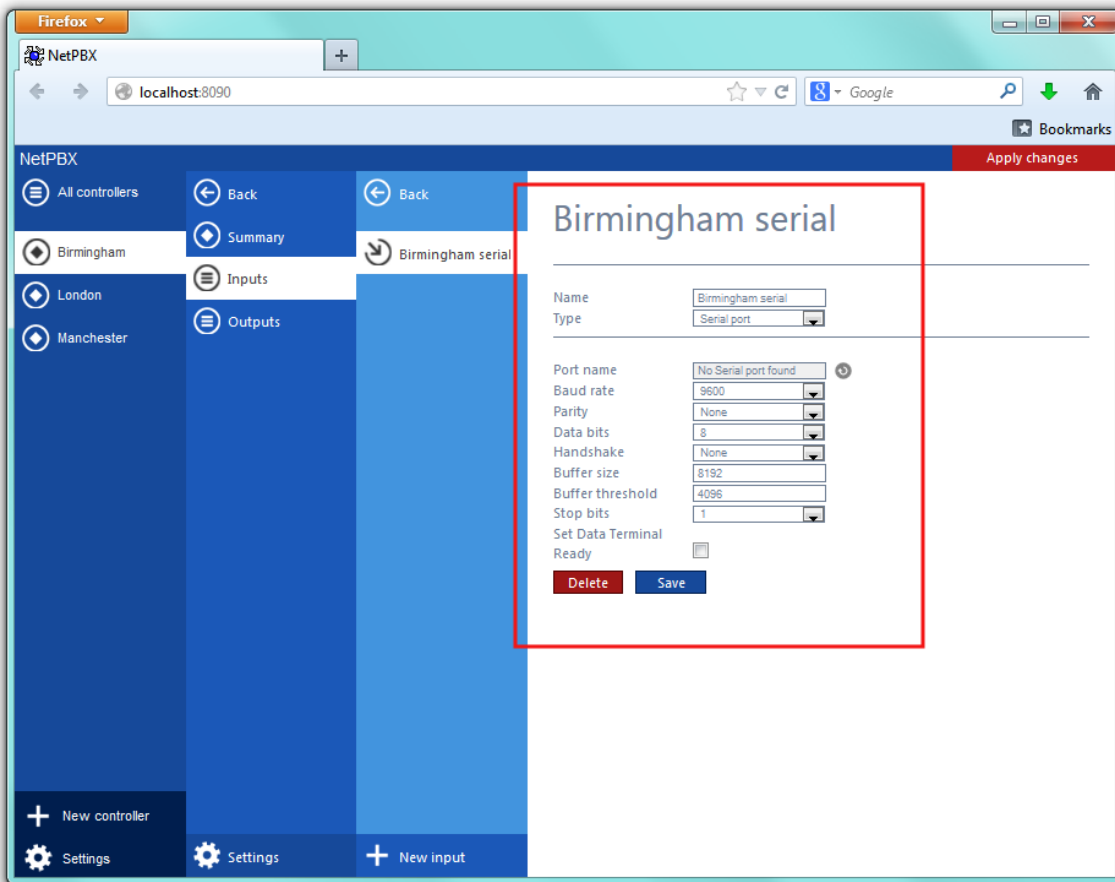 Firefox
NetPBX
localhost:8090
Google
Bookmarks
NetPBX
Apply changes
All controllers
Birmingham
London
Manchester
New controller
Settings
Back
Summary
Inputs
Outputs
Settings
Back
Birmingham serial
New input
Birmingham serial
Name Birmingham serial
Type Serial port
Port name No Serial port found
Baud rate 9600
Parity None
Data bits 8
Handshake None
Buffer size 8192
Buffer threshold 4096
Stop bits 1
Set Data Terminal
Ready
Delete Save